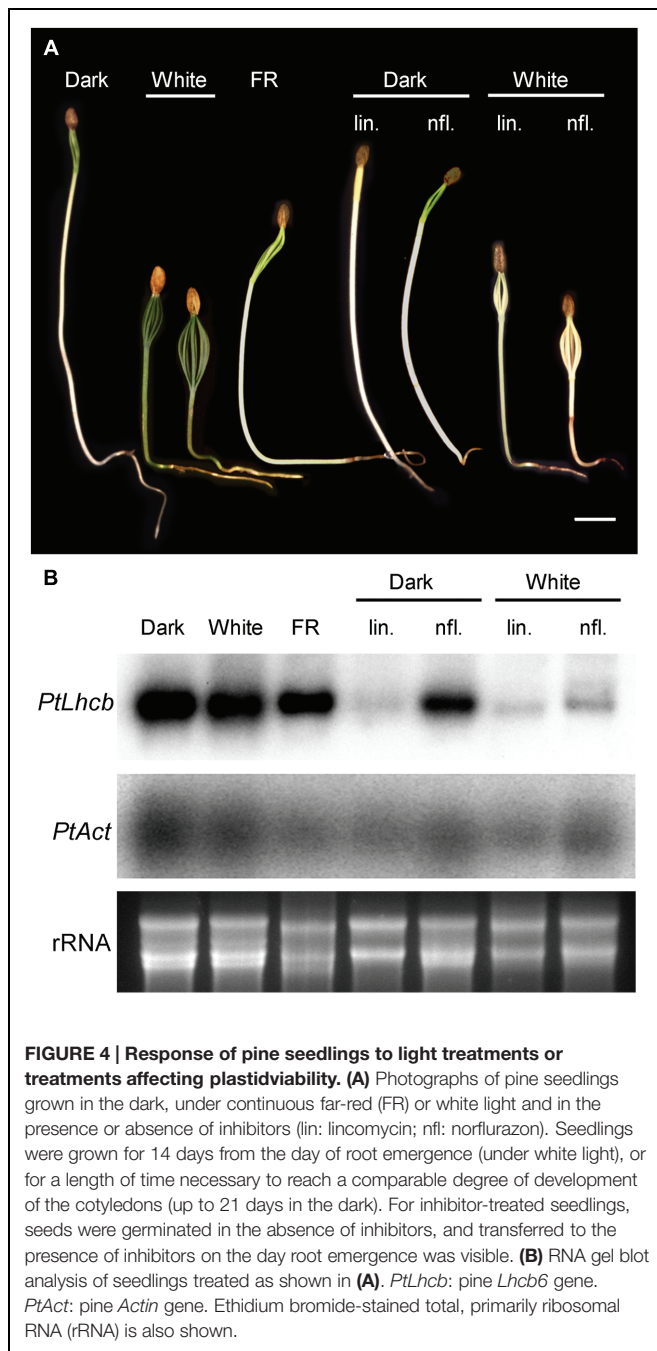 A
Dark White FR Dark White
lin. nfl. lin. nfl.
B
Dark White
Dark White FR lin. nfl. lin. nfl.
PtLhcb
PtAct
rRNA
FIGURE 4 | Response of pine seedlings to light treatments or
treatments affecting plastidviability. (A) Photographs of pine seedlings
grown in the dark, under continuous far-red (FR) or white light and in the
presence or absence of inhibitors (lin: lincomycin; nfl: norflurazon). Seedlings
were grown for 14 days from the day of root emergence (under white light), or
for a length of time necessary to reach a comparable degree of development
of the cotyledons (up to 21 days in the dark). For inhibitor-treated seedlings,
seeds were germinated in the absence of inhibitors, and transferred to the
presence of inhibitors on the day root emergence was visible. (B) RNA gel blot
analysis of seedlings treated as shown in (A). PtLhcb: pine Lhcb6 gene.
PtAct: pine Actin gene. Ethidium bromide-stained total, primarily ribosomal
RNA (rRNA) is also shown.